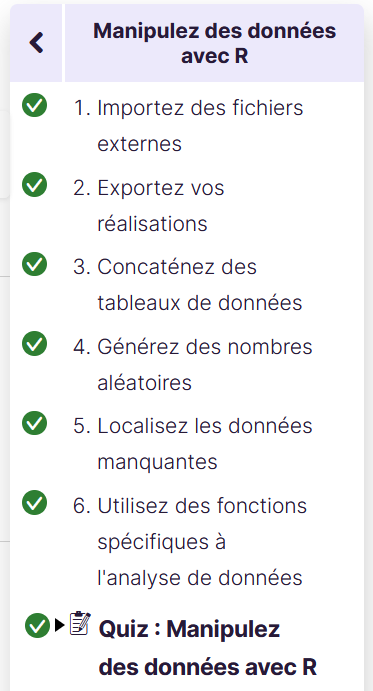 Manipulez des données
avec R
1. Importez des fichiers
externes
2. Exportez vos
réalisations
3. Concaténez des
tableaux de données
4. Générez des nombres
aléatoires
5. Localisez les données
manquantes
6. Utilisez des fonctions
spécifiques à
l'analyse de données
Quiz : Manipulez
des données avec R